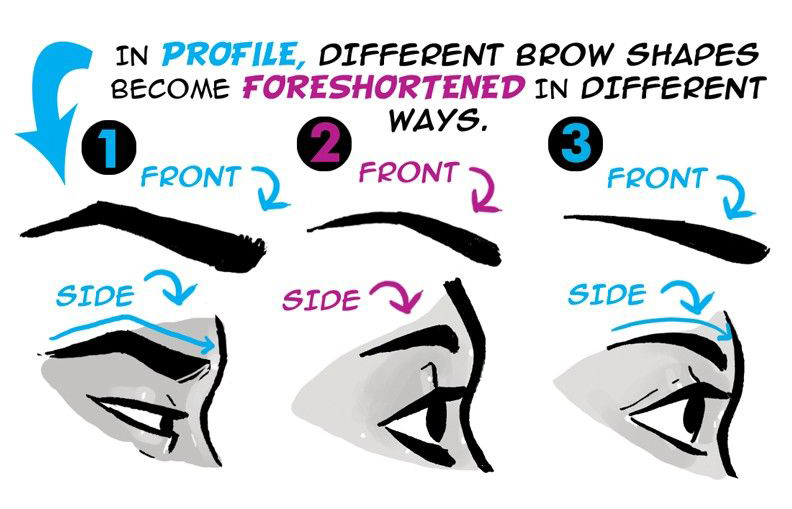 IN PROFILE, DIFFERENT BROW SHAPES
BECOME FORESHORTENED IN DIFFERENT
WAYS.
1
2
3
FRONT
FRONT
FRONT
SIDE
SIDE
SIDE